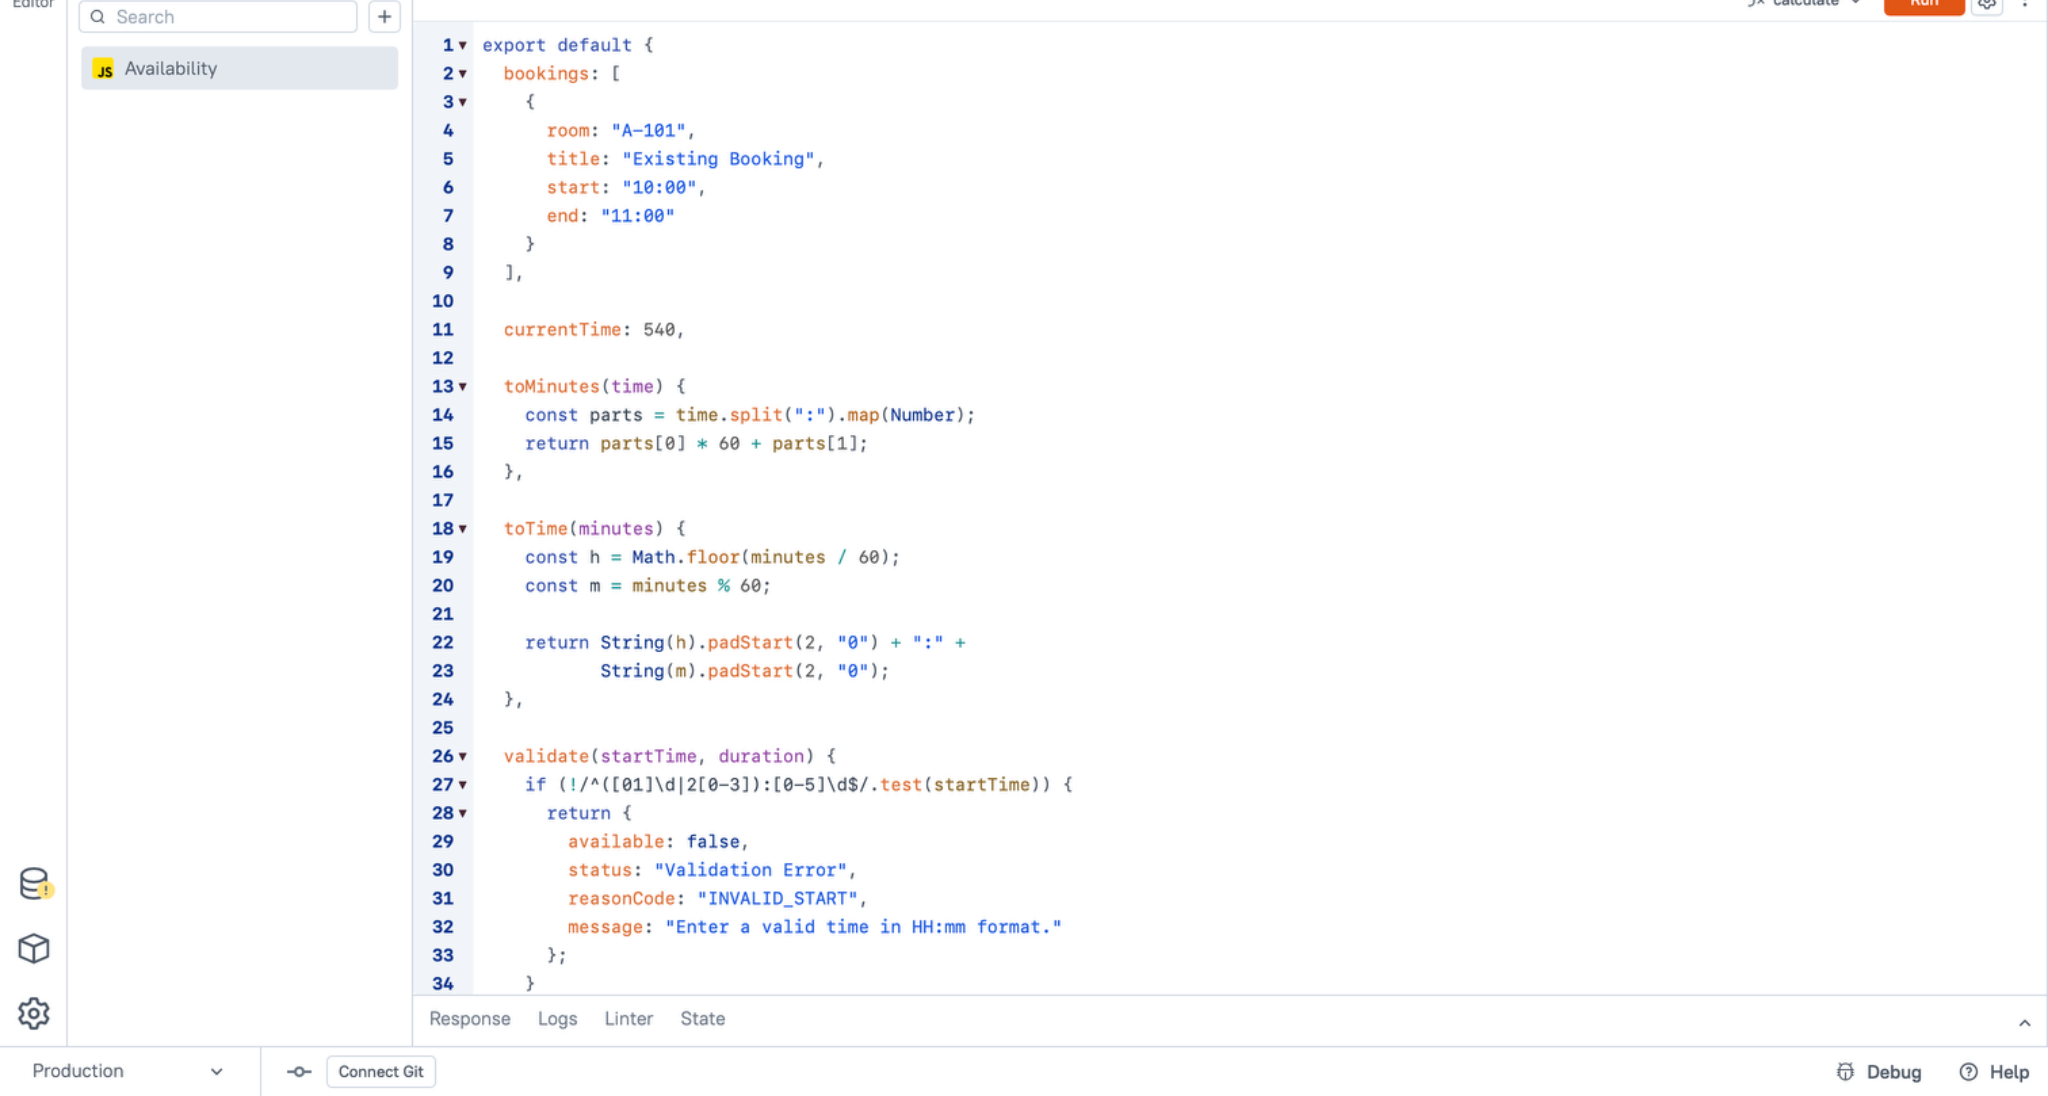 Editor
Search
+
calculate
Run
JS Availability
1 export default {
2 bookings: [
3 {
4 room: "A-101",
5 title: "Existing Booking",
6 start: "10:00",
7 end: "11:00"
8 }
9 ],
10
11 currentTime: 540,
12
13 toMinutes(time) {
14 const parts = time.split(":").map(Number);
15 return parts[0] * 60 + parts[1];
16 },
17
18 toTime(minutes) {
19 const h = Math.floor(minutes / 60);
20 const m = minutes % 60;
21
22 return String(h).padStart(2, "0") + ":" +
23 String(m).padStart(2, "0");
24 },
25
26 validate(startTime, duration) {
27 if (!/^([01]\d|2[0-3]):[0-5]\d$/.test(startTime)) {
28 return {
29 available: false,
30 status: "Validation Error",
31 reasonCode: "INVALID_START",
32 message: "Enter a valid time in HH:mm format."
33 };
34 }
Response Logs Linter State
Production
Connect Git
Debug
Help